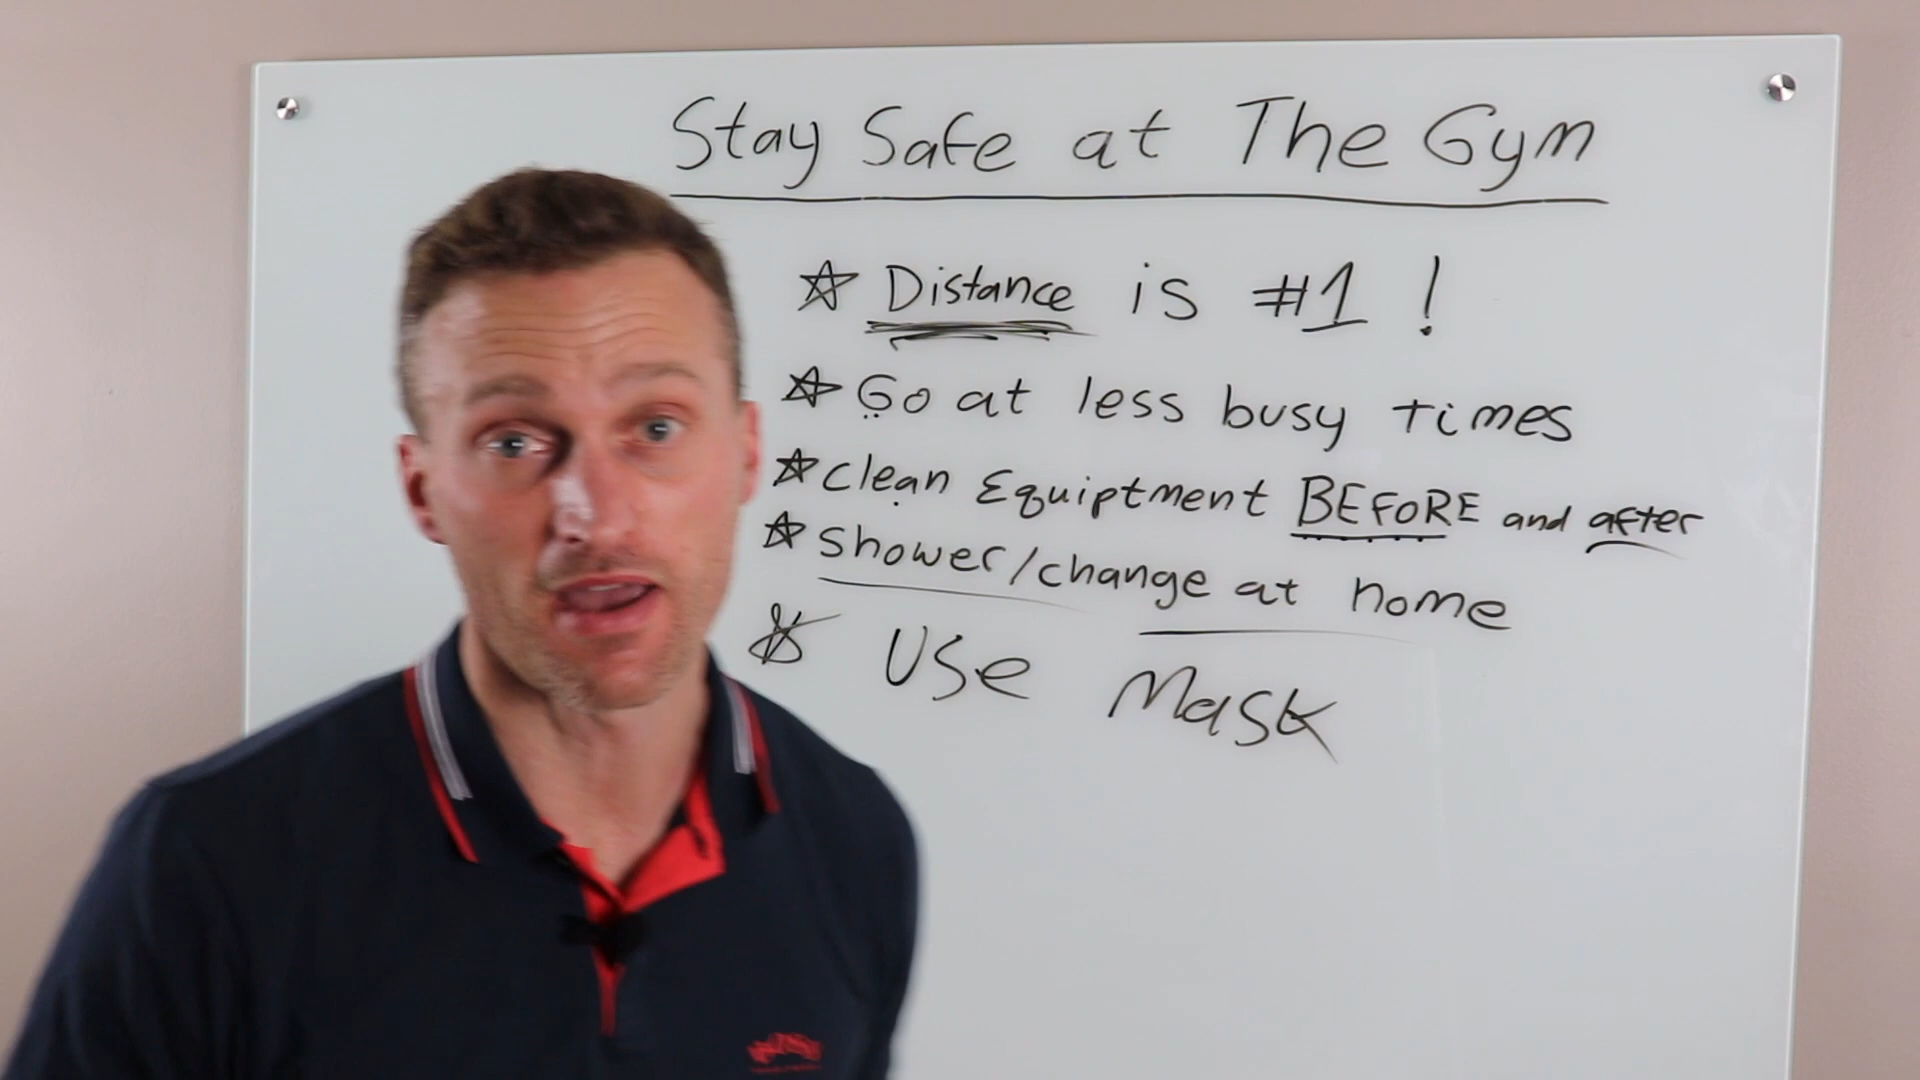 Stay Safe at The Gym
Distance is #1!
Go at less busy times
Clean Equiptment BEFORE and after
shower/change at home
Use Mask